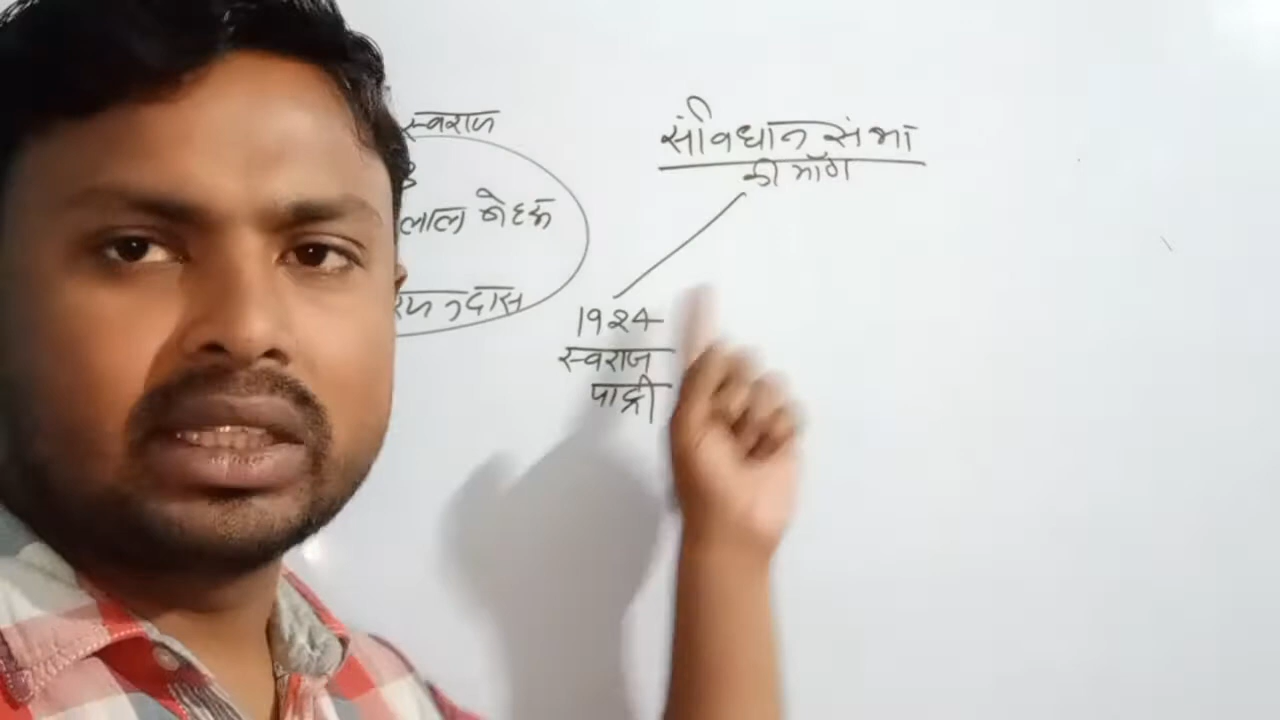 स्वराज
लाल नेहरू
दास
संविधान सभा
की माँग
1924
स्वराज
पार्टी